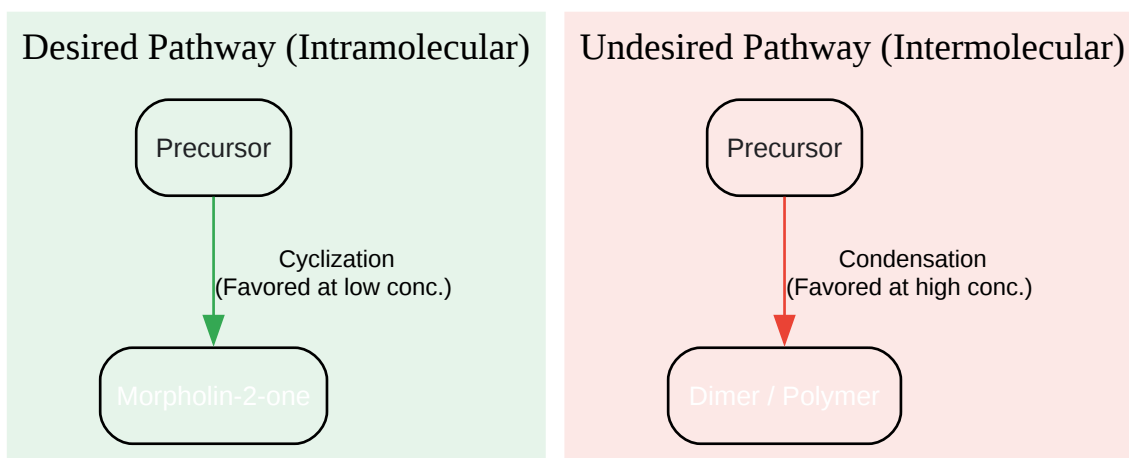 Desired Pathway (Intramolecular)
Precursor
Cyclization
(Favored at low conc.)
Morpholin-2-one
Undesired Pathway (Intermolecular)
Precursor
Condensation
(Favored at high conc.)
Dimer / Polymer